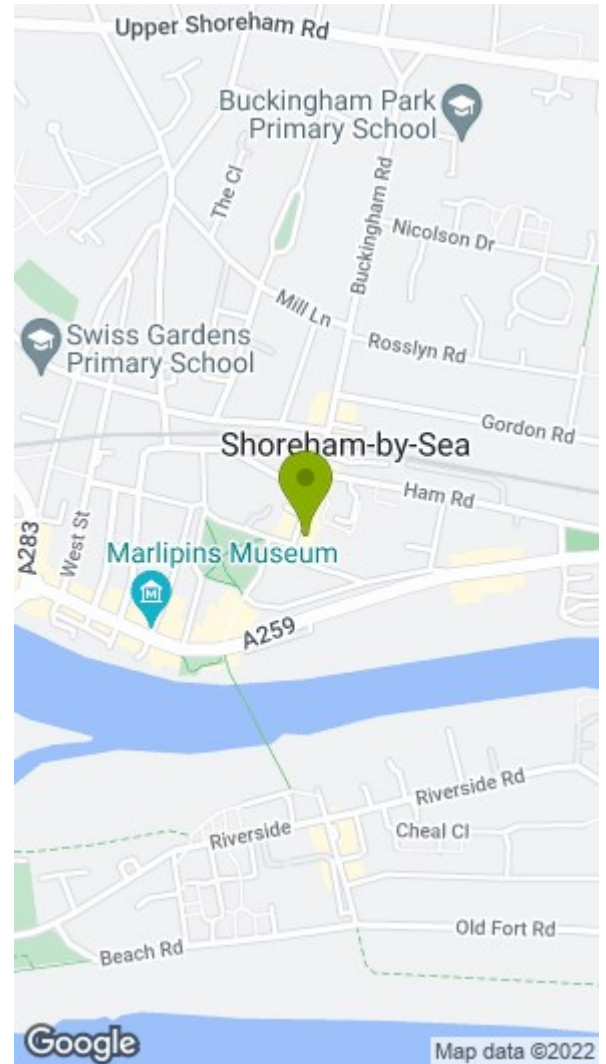 Upper Shoreham Rd
Buckingham Park
Primary School
The Cl
Buckingham Rd
Nicolson Dr
Mill Ln
Rosslyn Rd
Swiss Gardens
Primary School
Gordon Rd
Shoreham-by-Sea
Ham Rd
A283
West St
Marlipins Museum
M
A259
Riverside Rd
Riverside
Cheal Cl
Old Fort Rd
Beach Rd
Google
Map data ©2022